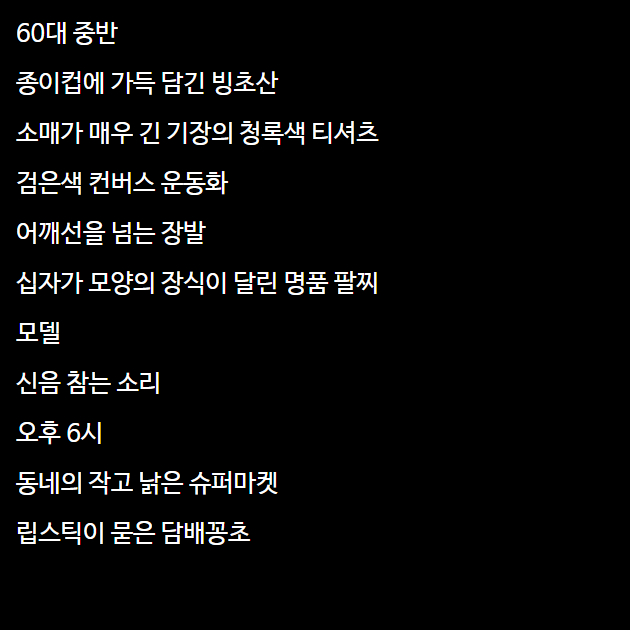 60대 중반
종이컵에 가득 담긴 빙초산
소매가 매우 긴 기장의 청록색 티셔츠
검은색 컨버스 운동화
어깨선을 넘는 장발
십자가 모양의 장식이 달린 명품 팔찌
모델
신음 참는 소리
오후 6시
동네의 작고 낡은 슈퍼마켓
립스틱이 묻은 담배꽁초